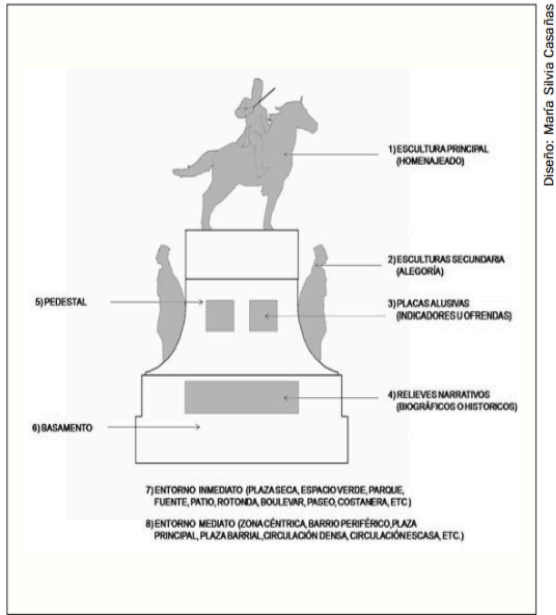 Diseño: María Silvia Casañas
1) ESCULTURA PRINCIPAL
(HOMENAJEADO)
2) ESCULTURAS SECUNDARIA
(ALEGORÍA)
5) PEDESTAL
3) PLACAS ALUSIVAS
(INDICADORES U OFRENDAS)
4) RELIEVES NARRATIVOS
(BIOGRÁFICOS O HISTORICOS)
6) BASAMENTO
7) ENTORNO INMEDIATO (PLAZA SECA, ESPACIO VERDE, PARQUE,
FUENTE, PATIO, ROTONDA, BOULEVAR, PASEO, COSTANERA, ETC)
8) ENTORNO MEDIATO (ZONA CÉNTRICA, BARRIO PERIFÉRICO, PLAZA
PRINCIPAL, PLAZA BARRIAL, CIRCULACIÓN DENSA, CIRCULACIÓN ESCASA, ETC.)